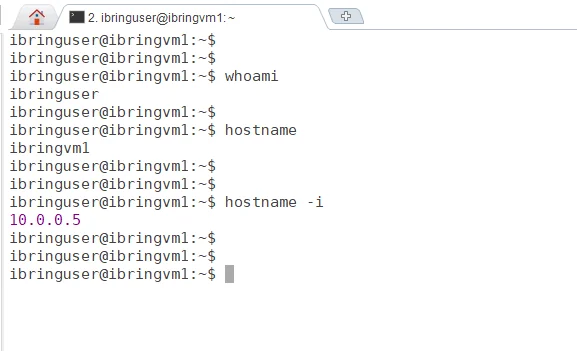 2. ibringuser@ibringvm1: ~
ibringuser@ibringvm1:~$
ibringuser@ibringvm1:~$
ibringuser@ibringvm1:~$ whoami
ibringuser
ibringuser@ibringvm1:~$
ibringuser@ibringvm1:~$ hostname
ibringvm1
ibringuser@ibringvm1:~$
ibringuser@ibringvm1:~$
ibringuser@ibringvm1:~$ hostname -i
10.0.0.5
ibringuser@ibringvm1:~$
ibringuser@ibringvm1:~$
ibringuser@ibringvm1:~$